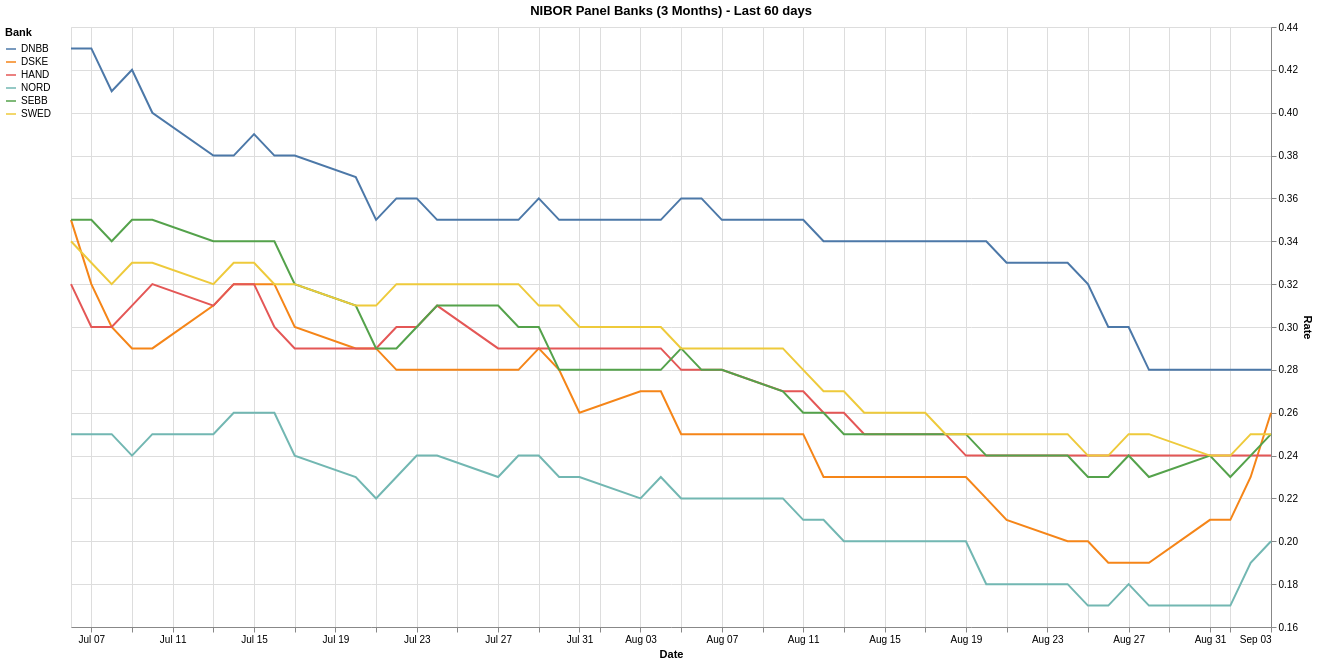 NIBOR Panel Banks (3 Months) - Last 60 days
Bank
DNBB
DSKE
HAND
NORD
SEBB
SWED
0.44
0.42
0.40
0.38
0.36
0.34
0.32
0.30
0.28
0.26
0.24
0.22
0.20
0.18
0.16
Rate
Jul 07 Jul 11 Jul 15 Jul 19 Jul 23 Jul 27 Jul 31 Aug 03 Aug 07 Aug 11 Aug 15 Aug 19 Aug 23 Aug 27 Aug 31 Sep 03
Date